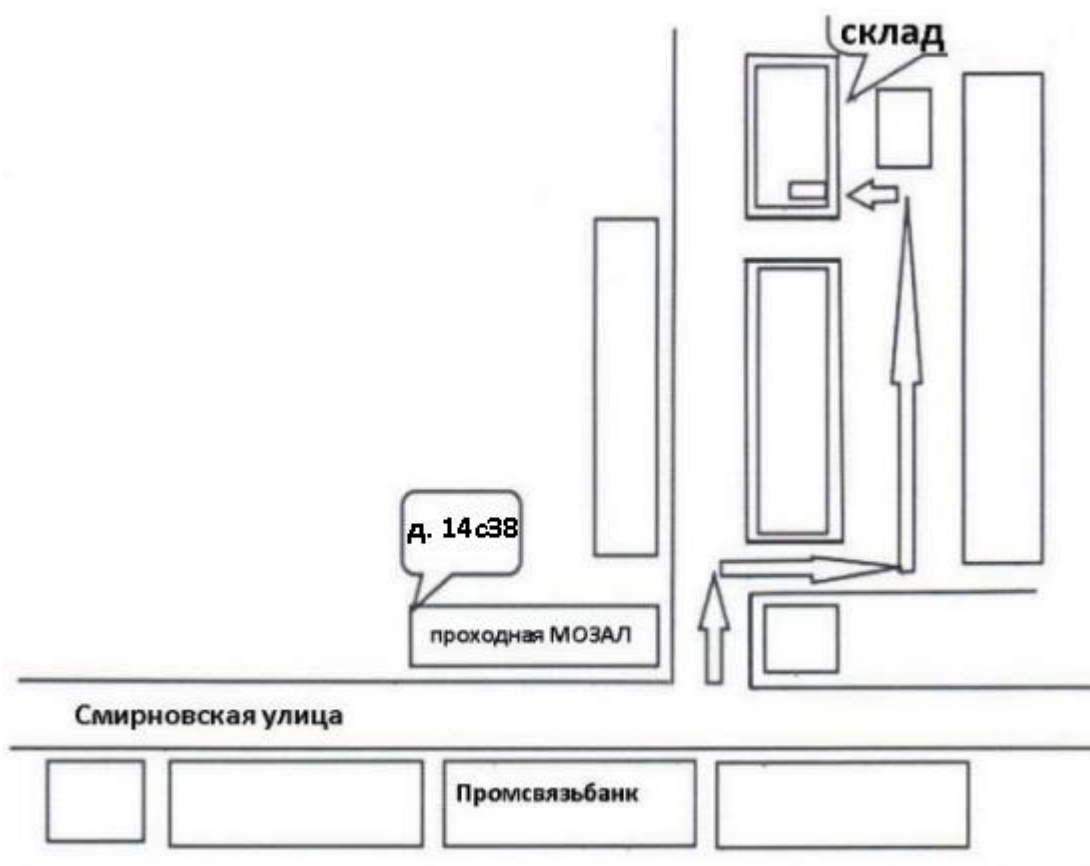 склад
д. 14с38
проходная МОЗАЛ
Смирновская улица
Промсвязьбанк